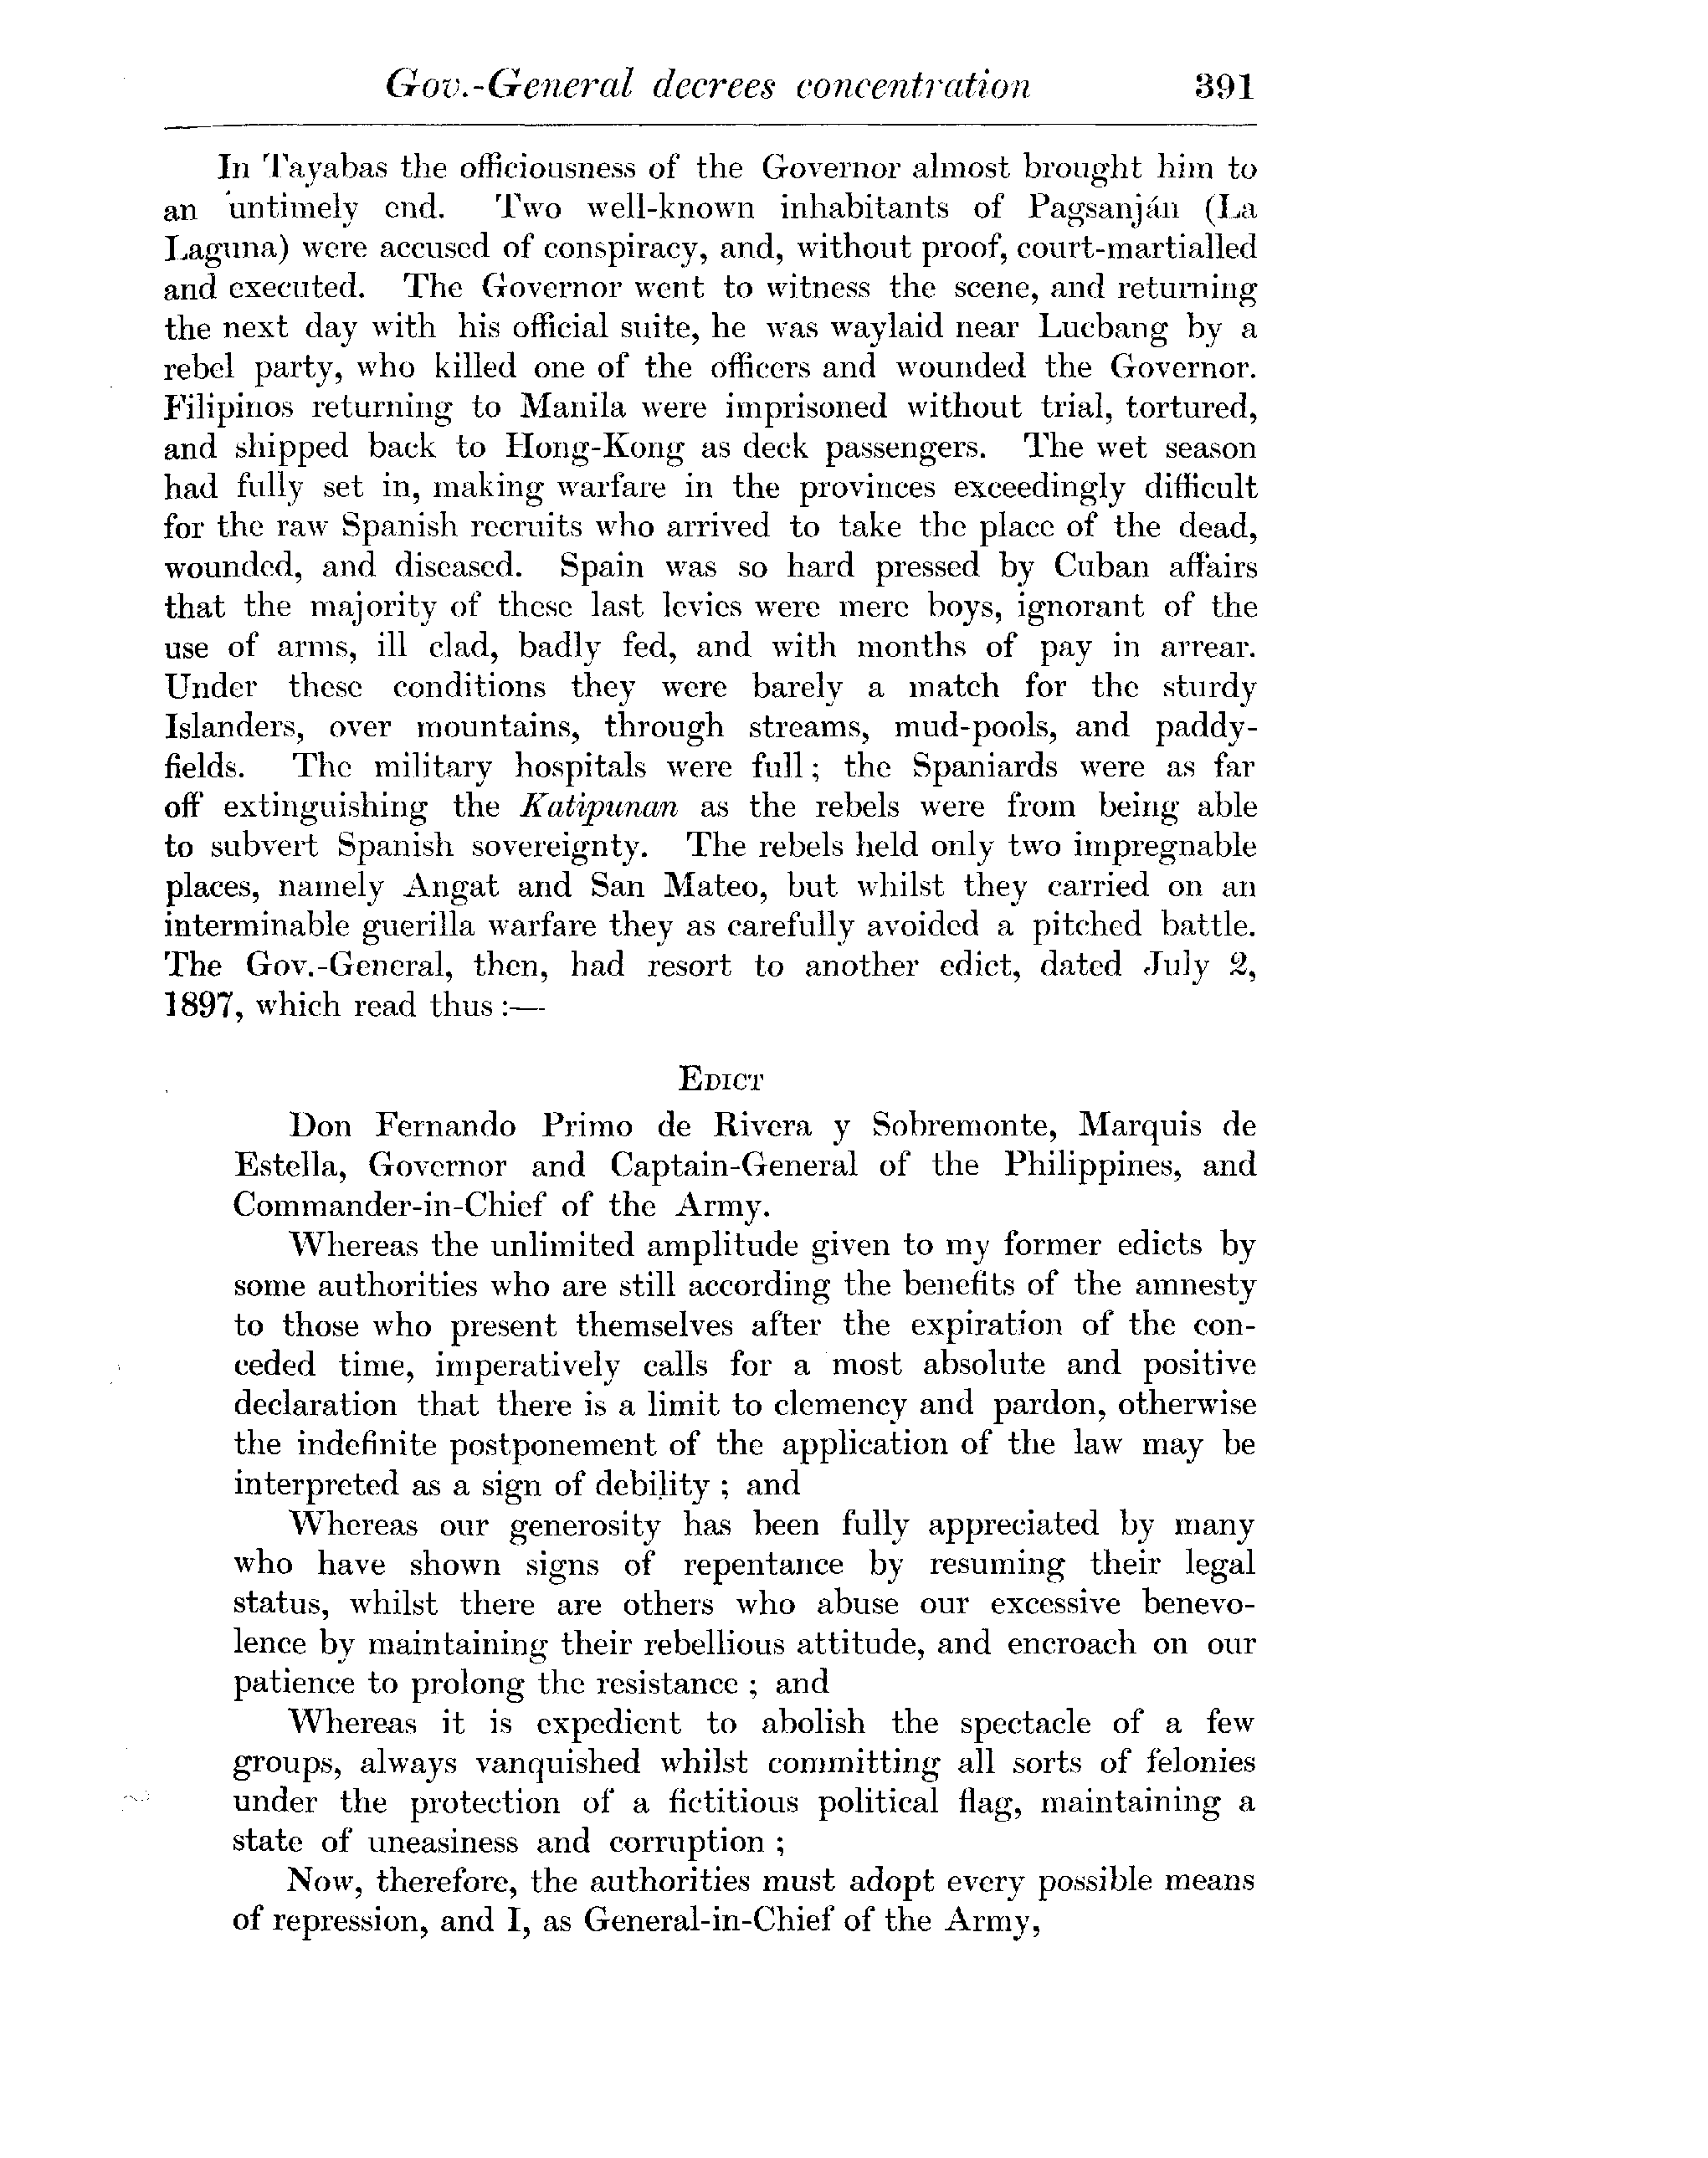 Gov.-General decrees concentration 391
In Tayabas the officiousness of the Governor almost brought him to
an untimely end. Two well-known inhabitants of Pagsanján (La
Laguna) were accused of conspiracy, and, without proof, court-martialled
and executed. The Governor went to witness the scene, and returning
the next day with his official suite, he was waylaid near Lucbang by a
rebel party, who killed one of the officers and wounded the Governor.
Filipinos returning to Manila were imprisoned without trial, tortured,
and shipped back to Hong-Kong as deck passengers. The wet season
had fully set in, making warfare in the provinces exceedingly difficult
for the raw Spanish recruits who arrived to take the place of the dead,
wounded, and diseased. Spain was so hard pressed by Cuban affairs
that the majority of these last levies were mere boys, ignorant of the
use of arms, ill clad, badly fed, and with months of pay in arrear.
Under these conditions they were barely a match for the sturdy
Islanders, over mountains, through streams, mud-pools, and paddy-
fields. The military hospitals were full; the Spaniards were as far
off extinguishing the Katipunan as the rebels were from being able
to subvert Spanish sovereignty. The rebels held only two impregnable
places, namely Angat and San Mateo, but whilst they carried on an
interminable guerilla warfare they as carefully avoided a pitched battle.
The Gov.-General, then, had resort to another edict, dated July 2,
1897, which read thus :—
EDICT
Don Fernando Primo de Rivera y Sobremonte, Marquis de
Estella, Governor and Captain-General of the Philippines, and
Commander-in-Chief of the Army.
Whereas the unlimited amplitude given to my former edicts by
some authorities who are still according the benefits of the amnesty
to those who present themselves after the expiration of the con-
ceded time, imperatively calls for a most absolute and positive
declaration that there is a limit to clemency and pardon, otherwise
the indefinite postponement of the application of the law may be
interpreted as a sign of debility ; and
Whereas our generosity has been fully appreciated by many
who have shown signs of repentance by resuming their legal
status, whilst there are others who abuse our excessive benevo-
lence by maintaining their rebellious attitude, and encroach on our
patience to prolong the resistance ; and
Whereas it is expedient to abolish the spectacle of a few
groups, always vanquished whilst committing all sorts of felonies
under the protection of a fictitious political flag, maintaining a
state of uneasiness and corruption ;
Now, therefore, the authorities must adopt every possible means
of repression, and I, as General-in-Chief of the Army,